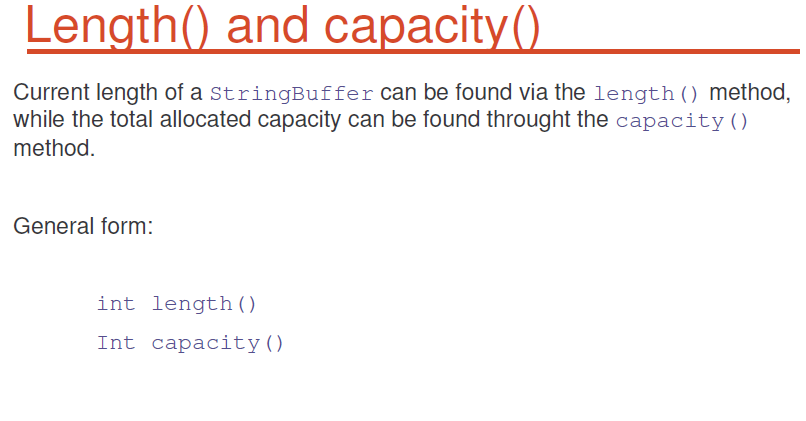 Length() and capacity()
Current length of a StringBuffer can be found via the length() method,
while the total allocated capacity can be found throught the capacity()
method.
General form:
int length()
Int capacity()